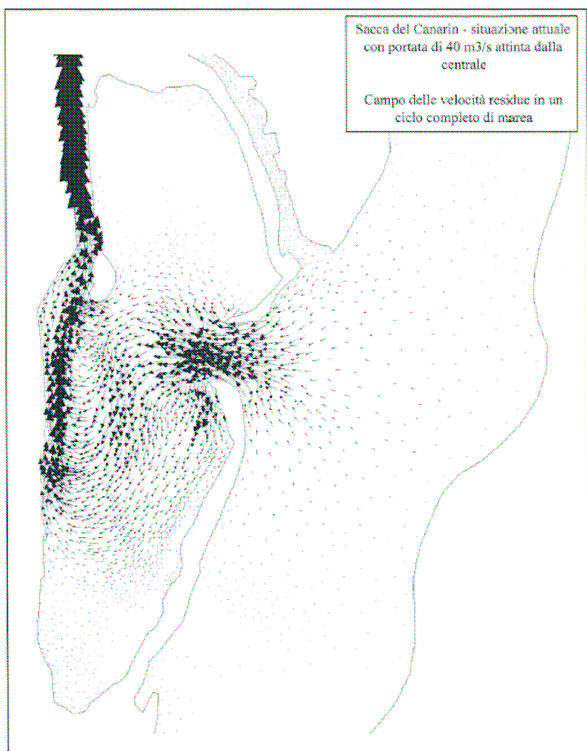 Sacca del Canarin - situazione attuale
con portata di 40 m3/s attinta dalla
centrale
Campo delle velocità residue in un
ciclo completo di marea